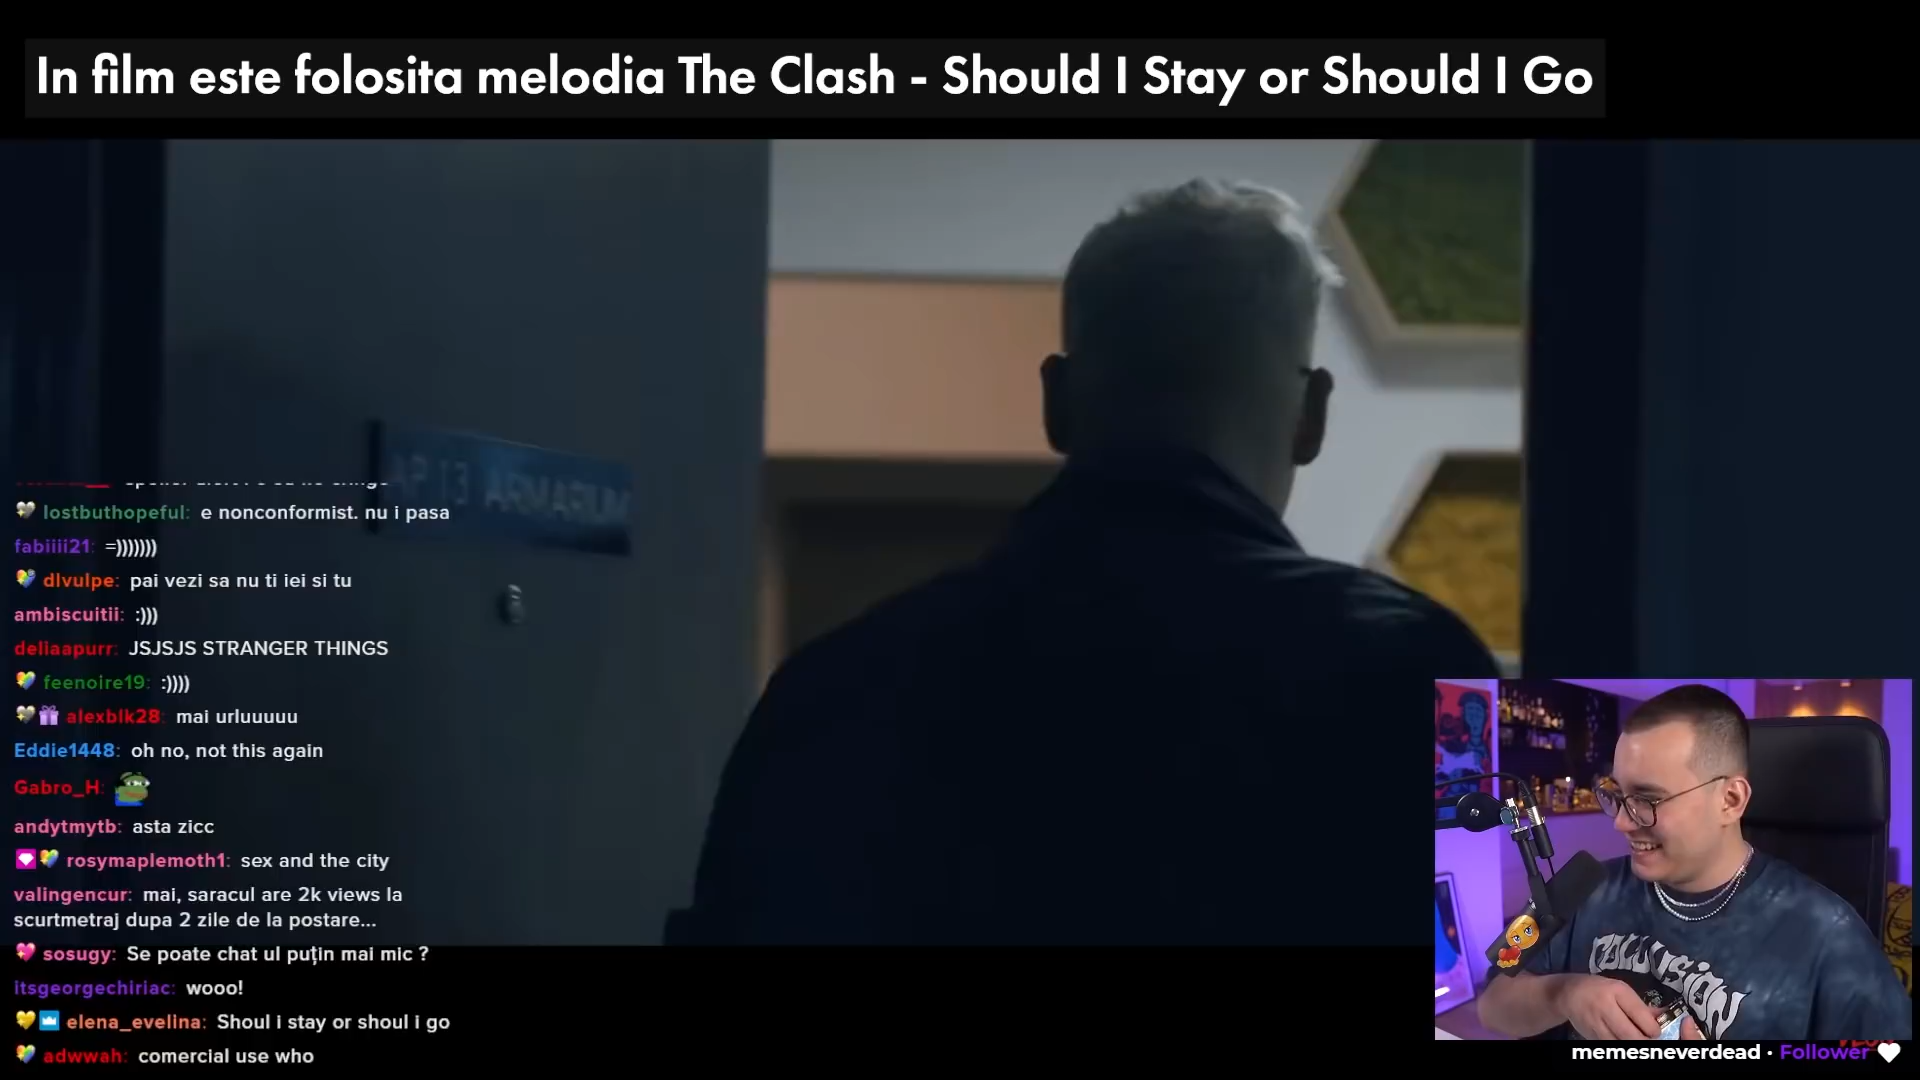 In film este folosita melodia The Clash - Should I Stay or Should I Go
AP 13 ARMARIUM
lostbuthopeful: e nonconformist. nu i pasa
fabiiii21: =)))))))
dlvulpe: pai vezi sa nu ti iei si tu
ambiscuitii: :)))
deliaapurr: JSJSJS STRANGER THINGS
feenoire19: :))))
alexblk28: mai urluuuuu
Eddie1448: oh no, not this again
Gabro_H:
andytmytb: asta zicc
rosymaplemoth1: sex and the city
valingencur: mai, saracul are 2k views la
scurtmetraj dupa 2 zile de la postare...
sosugy: Se poate chat ul puțin mai mic ?
itsgeorgechiriac: wooo!
elena_evelina: Shoul i stay or shoul i go
adwwah: comercial use who
COLLUSION
memesneverdead · Follower